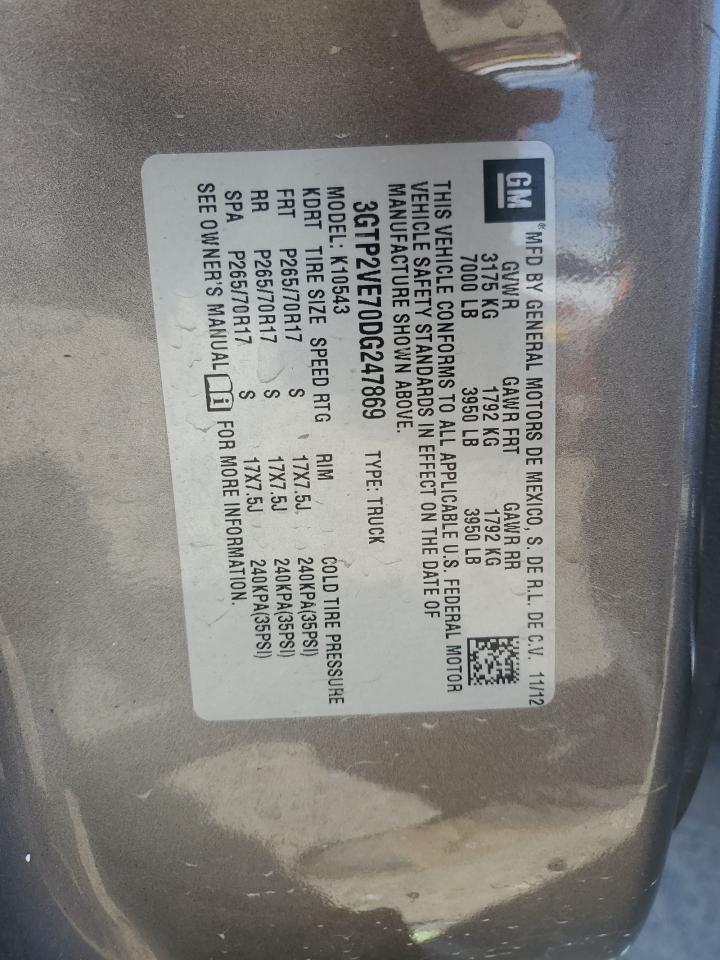 GM® MFD BY GENERAL MOTORS DE MEXICO, S. DE R.L. DE C.V. 11/12
GVWR GAWR FRT GAWR RR
3175 KG 1792 KG 1792 KG
7000 LB 3950 LB 3950 LB
THIS VEHICLE CONFORMS TO ALL APPLICABLE U.S. FEDERAL MOTOR
VEHICLE SAFETY STANDARDS IN EFFECT ON THE DATE OF
MANUFACTURE SHOWN ABOVE.
3GTP2VE70DG247869 TYPE: TRUCK
MODEL: K10543
KDRT TIRE SIZE SPEED RTG RIM COLD TIRE PRESSURE
FRT P265/70R17 S 17X7.5J 240KPA(35PSI)
RR P265/70R17 S 17X7.5J 240KPA(35PSI)
SPA P265/70R17 S 17X7.5J 240KPA(35PSI)
SEE OWNER'S MANUAL FOR MORE INFORMATION.